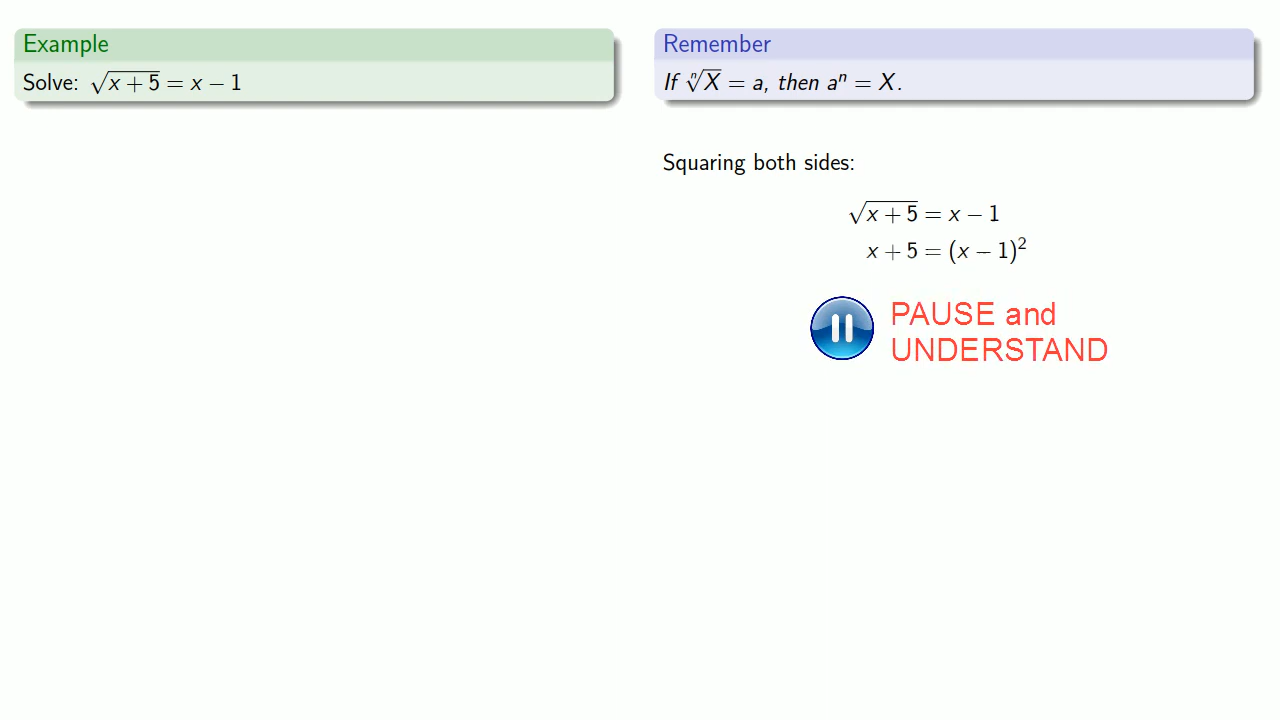 Example
Solve: √(x + 5) = x − 1
Remember
If ⁿ√X = a, then aⁿ = X.
Squaring both sides:
√(x + 5) = x − 1
x + 5 = (x − 1)²
PAUSE and
UNDERSTAND